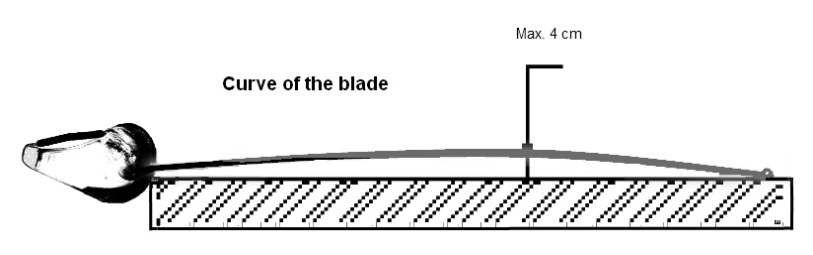 Max. 4 cm
Curve of the blade